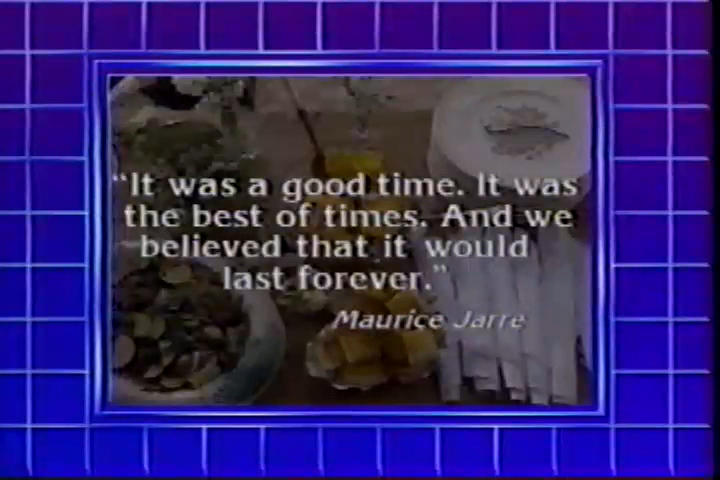 "It was a good time. It was
the best of times. And we
believed that it would
last forever."
Maurice Jarre